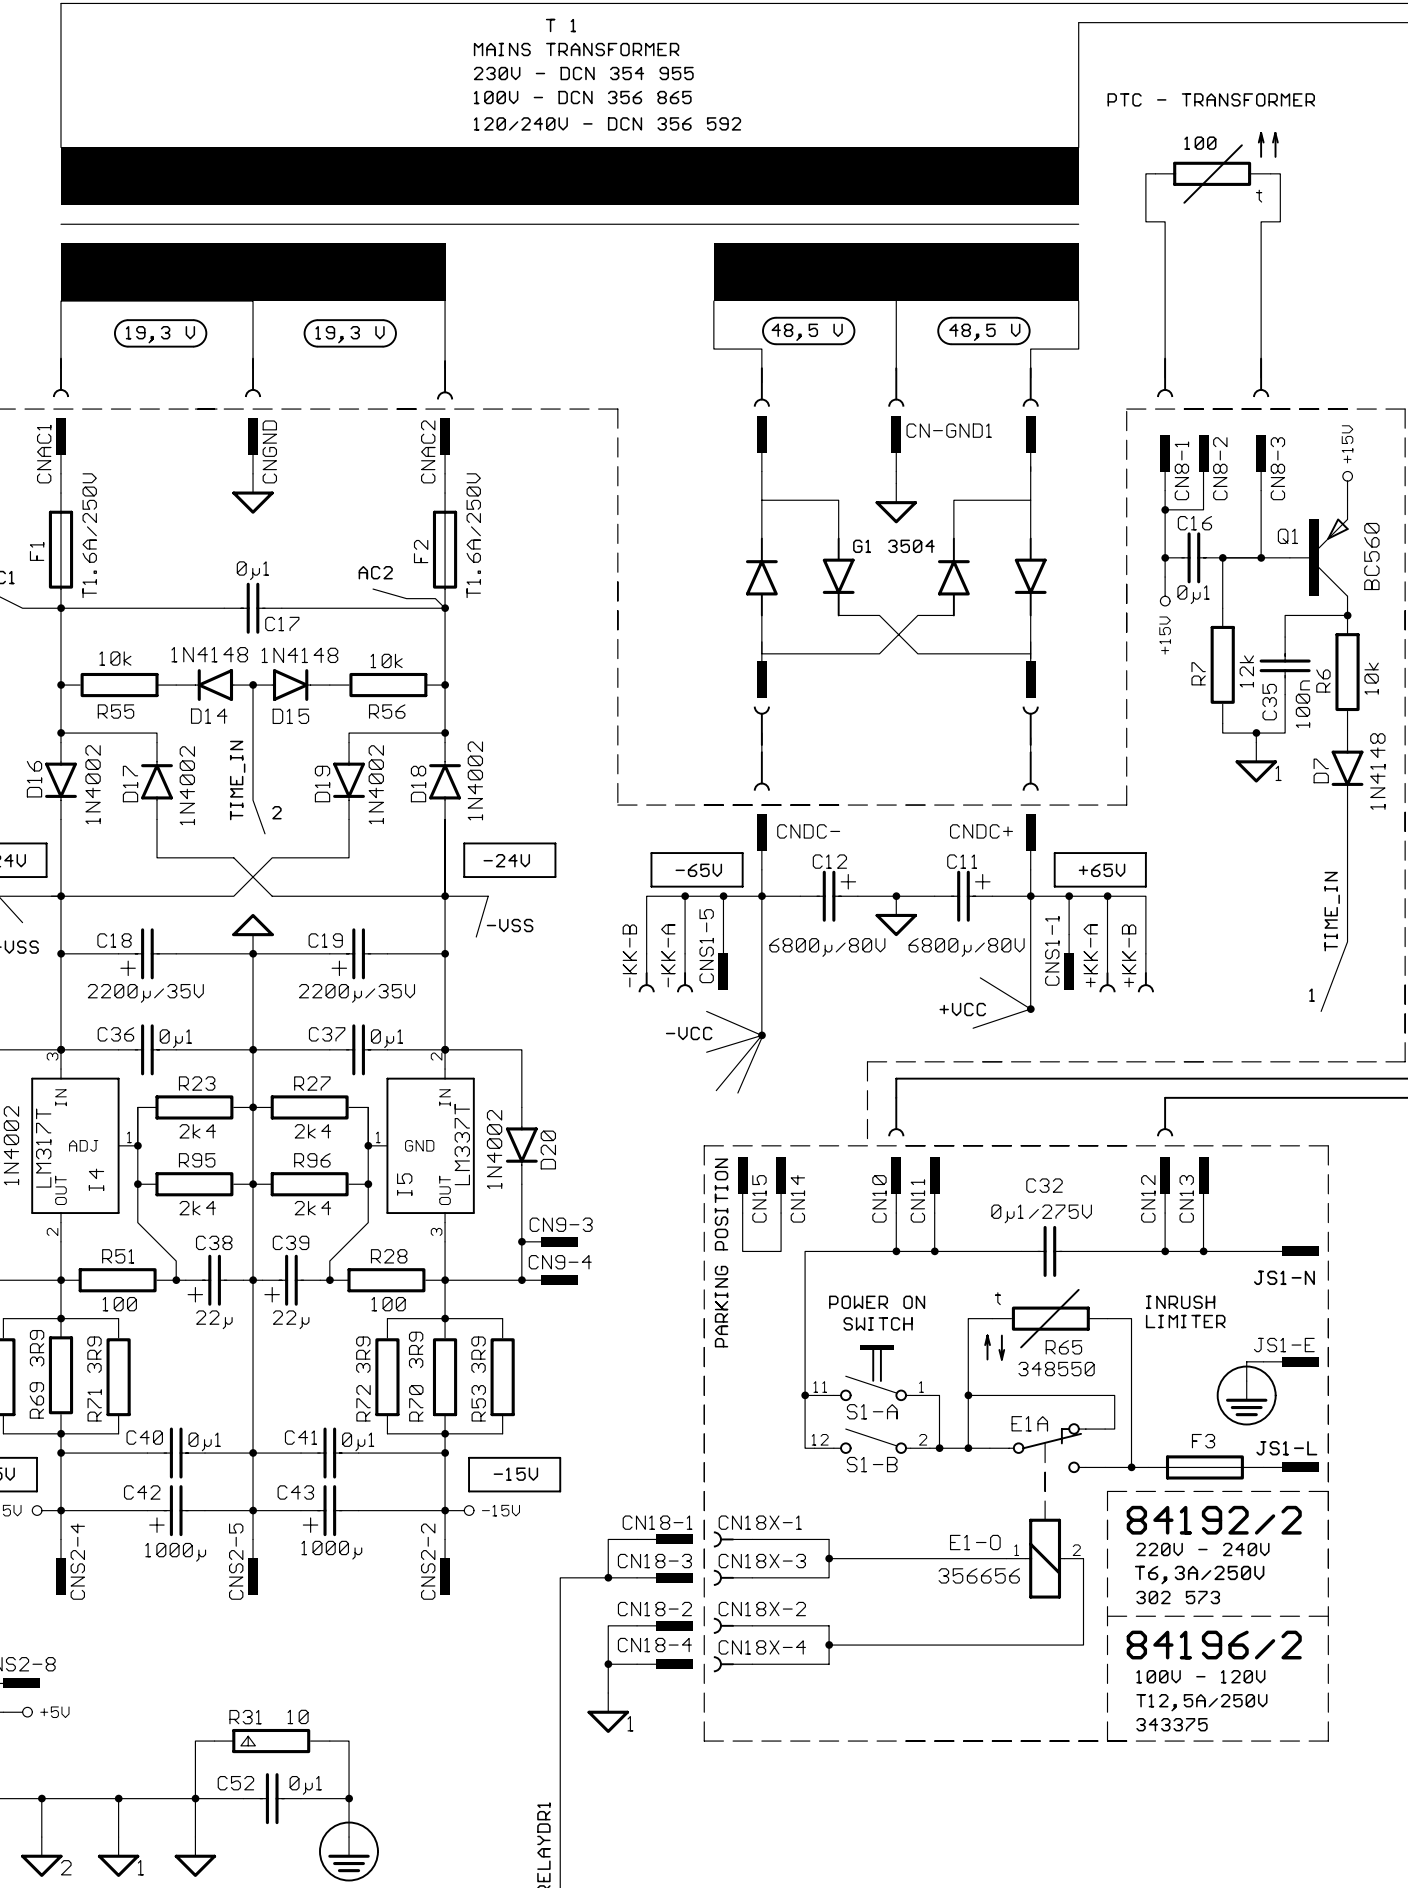 T 1
MAINS TRANSFORMER
230V - DCN 354 955
100V - DCN 356 865
120/240V - DCN 356 592
PTC - TRANSFORMER
100
t
19,3 V
19,3 V
48,5 V
48,5 V
CNAC1
CNGND
CNAC2
CN-GND1
CN8-1
CN8-2
CN8-3
+15V
F1
T1.6A/250V
F2
T1.6A/250V
G1 3504
C16
0µ1
Q1
BC560
0µ1
C17
AC2
C1
+15V
10k
R55
1N4148
D14
1N4148
D15
10k
R56
R7
12k
C35
100n
R6
10k
D16
1N4002
D17
1N4002
TIME_IN
2
D19
1N4002
D18
1N4002
1
D7
1N4148
CNDC-
CNDC+
24V
-24V
-65V
C12
+
C11
+
+65V
-VSS
-VSS
6800µ/80V
6800µ/80V
-KK-B
-KK-A
CNS1-5
CNS1-1
+KK-A
+KK-B
TIME_IN
1
C18
+
2200µ/35V
C19
+
2200µ/35V
-VCC
+VCC
C36
0µ1
C37
0µ1
3
2
1N4002
LM317T
IN
ADJ
OUT
I4
1
2
R23
2k4
R27
2k4
R95
2k4
R96
2k4
1
IN
GND
LM337T
I5
OUT
3
1N4002
D20
CN9-3
CN9-4
R51
100
C38
+
22µ
C39
+
22µ
R28
100
R69 3R9
R71 3R9
R72 3R9
R70 3R9
R53 3R9
C40
0µ1
C41
0µ1
5V
-15V
C42
+
1000µ
C43
+
1000µ
5V
-15V
CNS2-4
CNS2-5
CNS2-2
PARKING POSITION
CN15
CN14
CN10
CN11
C32
0µ1/275V
CN12
CN13
JS1-N
POWER ON
SWITCH
t
R65
348550
INRUSH
LIMITER
JS1-E
11
1
S1-A
12
2
S1-B
E1A
F3
JS1-L
CN18-1
CN18X-1
CN18-3
CN18X-3
E1-O
1
2
356656
CN18-2
CN18X-2
CN18-4
CN18X-4
1
84192/2
220V - 240V
T6,3A/250V
302 573
84196/2
100V - 120V
T12,5A/250V
343375
NS2-8
+5V
R31
10
C52
0µ1
2
1
RELAYDR1